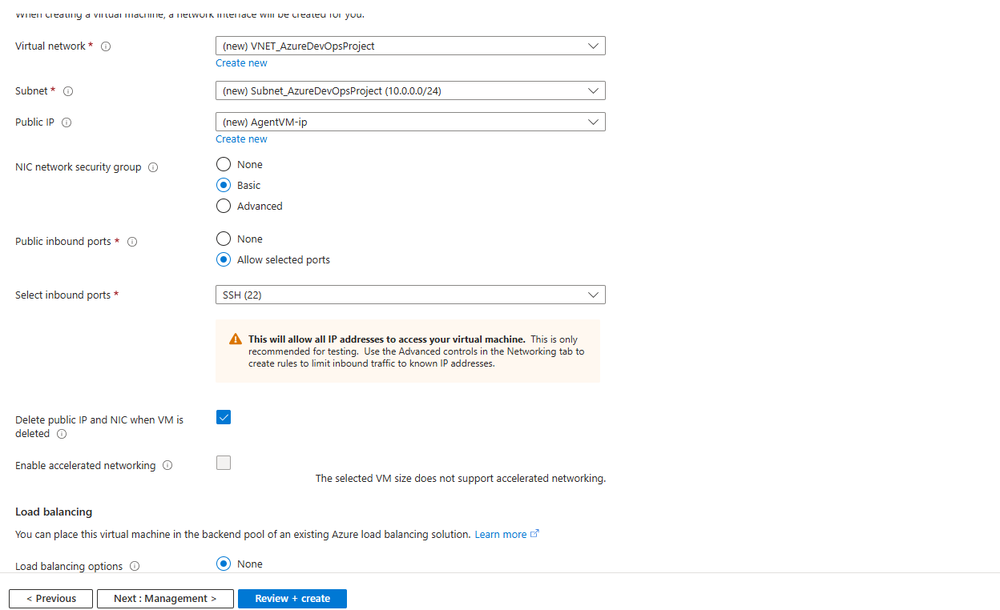 When creating a virtual machine, a network interface will be created for you.
Virtual network *
(new) VNET_AzureDevOpsProject
Create new
Subnet *
(new) Subnet_AzureDevOpsProject (10.0.0.0/24)
Public IP
(new) AgentVM-ip
Create new
NIC network security group
None
Basic
Advanced
Public inbound ports *
None
Allow selected ports
Select inbound ports *
SSH (22)
This will allow all IP addresses to access your virtual machine. This is only
recommended for testing. Use the Advanced controls in the Networking tab to
create rules to limit inbound traffic to known IP addresses.
Delete public IP and NIC when VM is
deleted
Enable accelerated networking
The selected VM size does not support accelerated networking.
Load balancing
You can place this virtual machine in the backend pool of an existing Azure load balancing solution. Learn more
Load balancing options
None
< Previous
Next : Management >
Review + create